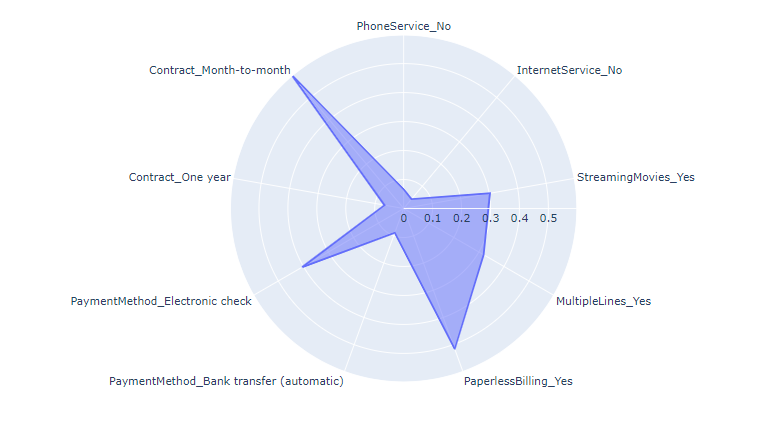 PhoneService_No
Contract_Month-to-month
InternetService_No
Contract_One year
StreamingMovies_Yes
0 0.1 0.2 0.3 0.4 0.5
PaymentMethod_Electronic check
MultipleLines_Yes
PaymentMethod_Bank transfer (automatic)
PaperlessBilling_Yes